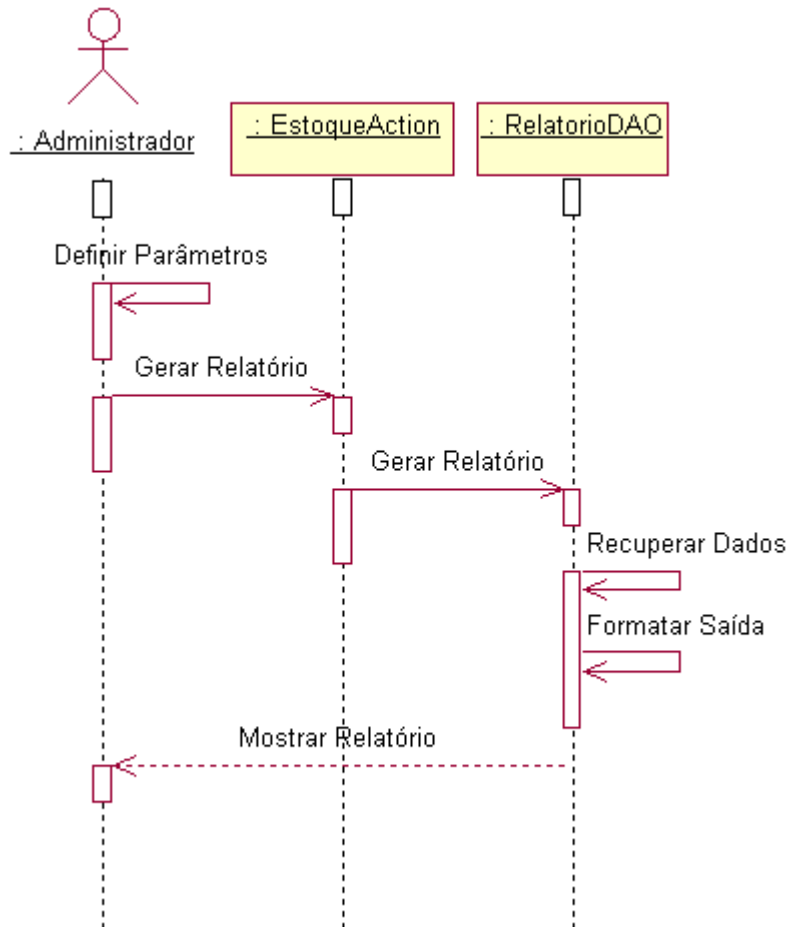 : Administrador
: EstoqueAction
: RelatorioDAO
Definir Parâmetros
Gerar Relatório
Gerar Relatório
Recuperar Dados
Formatar Saída
Mostrar Relatório